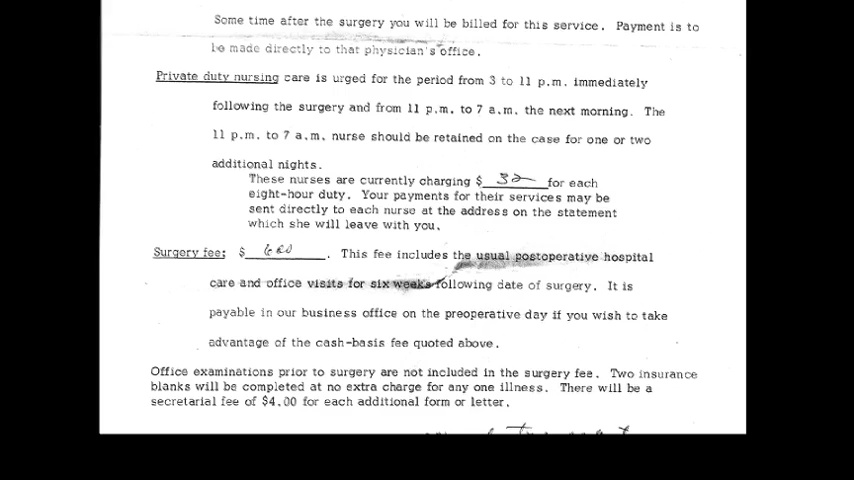 Some time after the surgery you will be billed for this service. Payment is to
be made directly to that physician's office.
Private duty nursing care is urged for the period from 3 to 11 p.m. immediately
following the surgery and from 11 p.m. to 7 a.m. the next morning. The
11 p.m. to 7 a.m. nurse should be retained on the case for one or two
additional nights.
These nurses are currently charging $ 32 for each
eight-hour duty. Your payments for their services may be
sent directly to each nurse at the address on the statement
which she will leave with you.
Surgery fee: $ . This fee includes the usual postoperative hospital
care and office visits for six weeks following date of surgery. It is
payable in our business office on the preoperative day if you wish to take
advantage of the cash-basis fee quoted above.
Office examinations prior to surgery are not included in the surgery fee. Two insurance
blanks will be completed at no extra charge for any one illness. There will be a
secretarial fee of $4.00 for each additional form or letter.